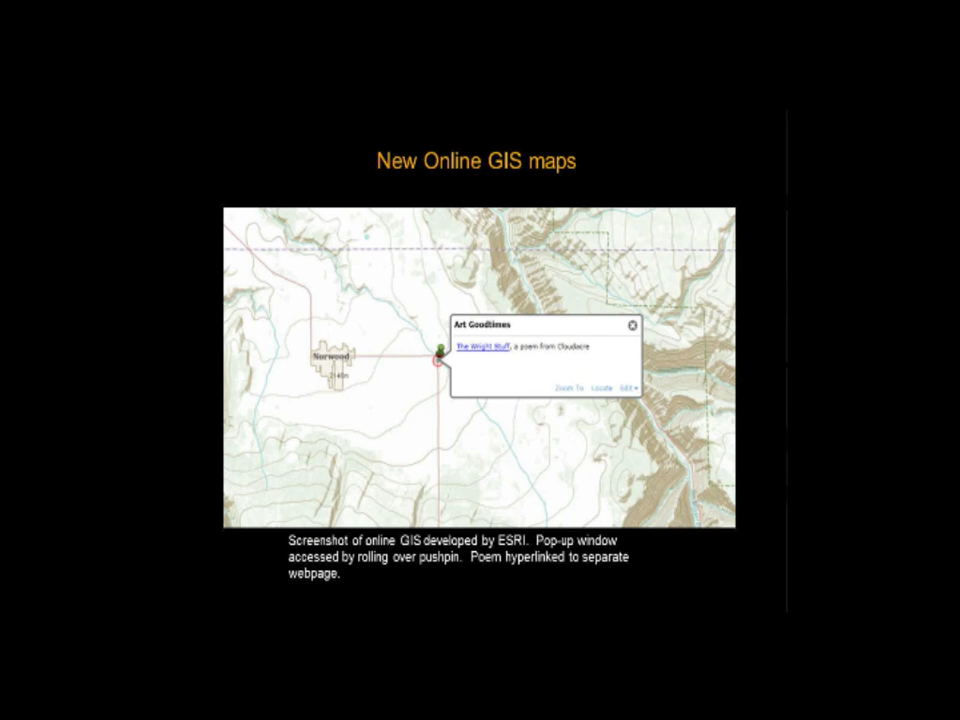 New Online GIS maps
Art Goodtimes
The Wright Stuff, a poem from Cloudacre
Norwood
Zoom To Locate Edit
Screenshot of online GIS developed by ESRI. Pop-up window
accessed by rolling over pushpin. Poem hyperlinked to separate
webpage.